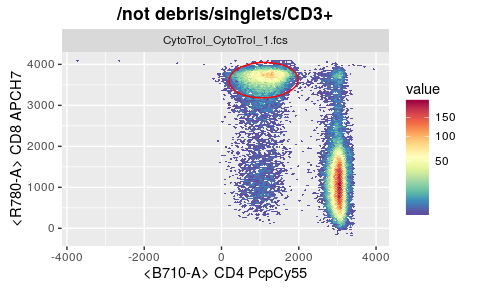 /not debris/singlets/CD3+
CytoTrol_CytoTrol_1.fcs
<R780-A> CD8 APCH7
4000
3000
2000
1000
0
-4000
-2000
0
2000
4000
<B710-A> CD4 PcpCy55
value
150
100
50